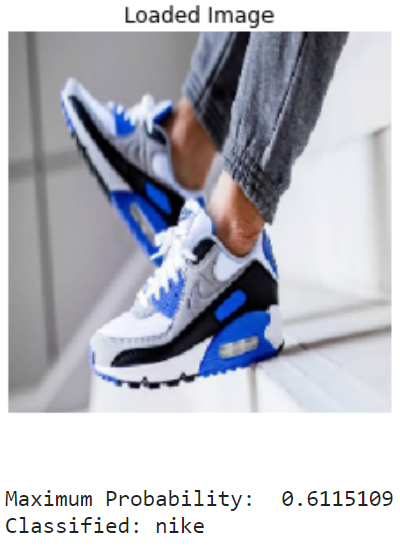 Loaded Image
Maximum Probability: 0.6115109
Classified: nike